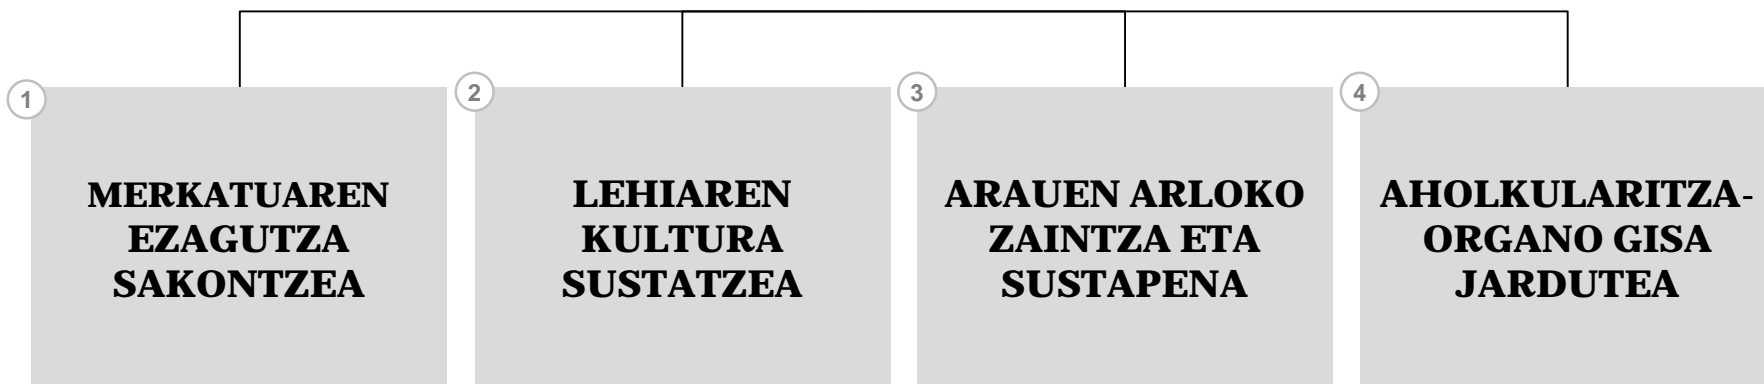 1
MERKATUAREN
EZAGUTZA
SAKONTZEA
2
LEHIAREN
KULTURA
SUSTATZEA
3
ARAUEN ARLOKO
ZAINTZA ETA
SUSTAPENA
4
AHOLKULARITZA-
ORGANO GISA
JARDUTEA